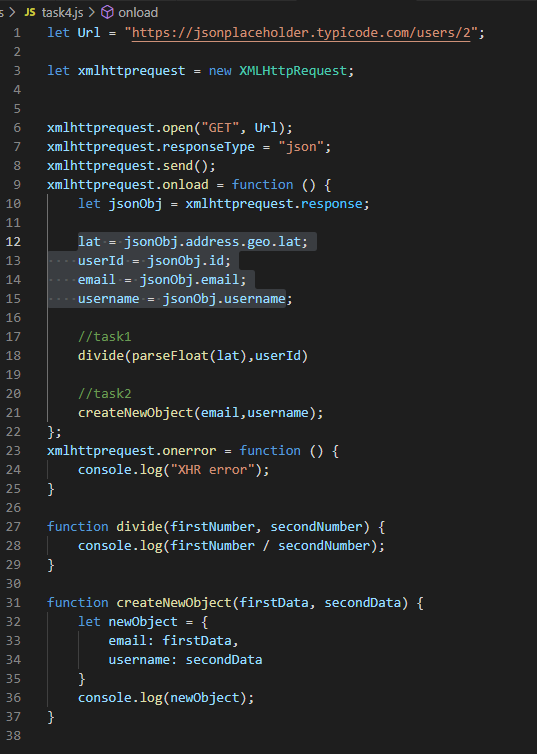 s > JS task4.js > onload
1 let Url = "https://jsonplaceholder.typicode.com/users/2";
2
3 let xmlhttprequest = new XMLHttpRequest;
4
5
6 xmlhttprequest.open("GET", Url);
7 xmlhttprequest.responseType = "json";
8 xmlhttprequest.send();
9 xmlhttprequest.onload = function () {
10     let jsonObj = xmlhttprequest.response;
11
12     lat = jsonObj.address.geo.lat;
13     userId = jsonObj.id;
14     email = jsonObj.email;
15     username = jsonObj.username;
16
17     //task1
18     divide(parseFloat(lat),userId)
19
20     //task2
21     createNewObject(email,username);
22 };
23 xmlhttprequest.onerror = function () {
24     console.log("XHR error");
25 }
26
27 function divide(firstNumber, secondNumber) {
28     console.log(firstNumber / secondNumber);
29 }
30
31 function createNewObject(firstData, secondData) {
32     let newObject = {
33         email: firstData,
34         username: secondData
35     }
36     console.log(newObject);
37 }
38